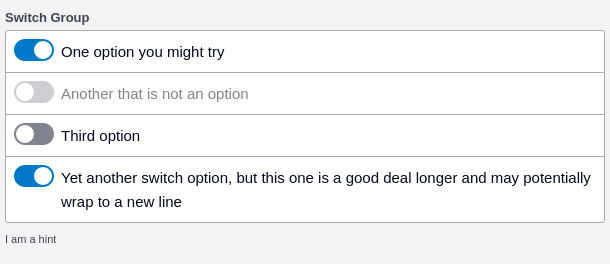 Switch Group
One option you might try
Another that is not an option
Third option
Yet another switch option, but this one is a good deal longer and may potentially
wrap to a new line
I am a hint